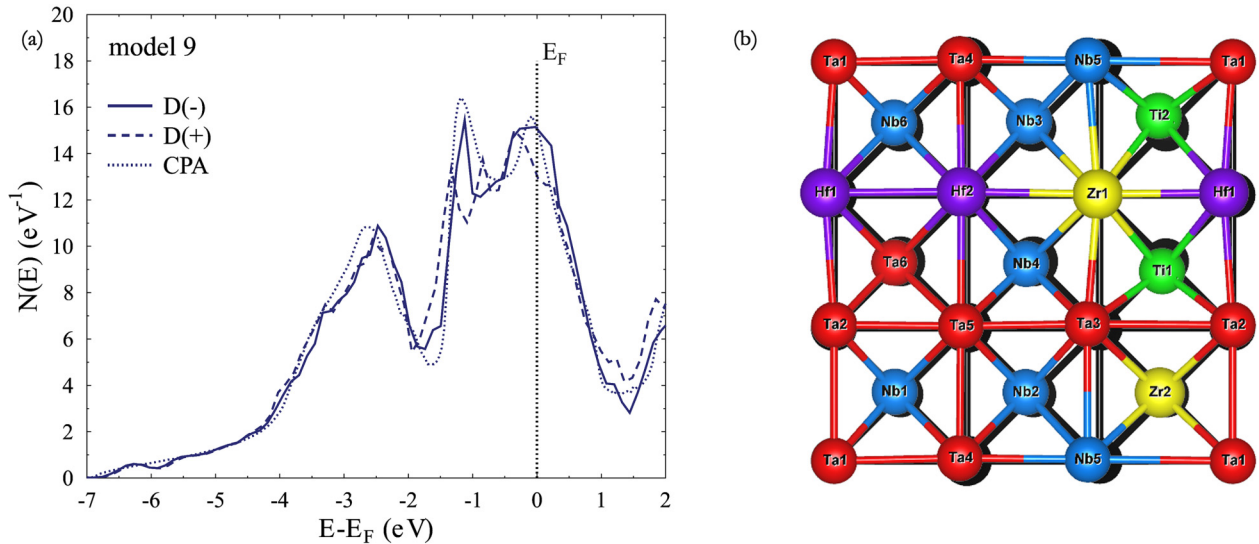 (a)
20
18
16
14
12
10
8
6
4
2
0
N(E) (eV⁻¹)
model 9
D(-)
D(+)
CPA
E_F
-7 -6 -5 -4 -3 -2 -1 0 1 2
E-E_F (eV)
(b)
Ta1 Ta4 Nb5 Ta1
Nb6 Nb3 Ti2
Hf1 Hf2 Zr1 Hf1
Ta6 Nb4 Ti1
Ta2 Ta5 Ta3 Ta2
Nb1 Nb2 Zr2
Ta1 Ta4 Nb5 Ta1